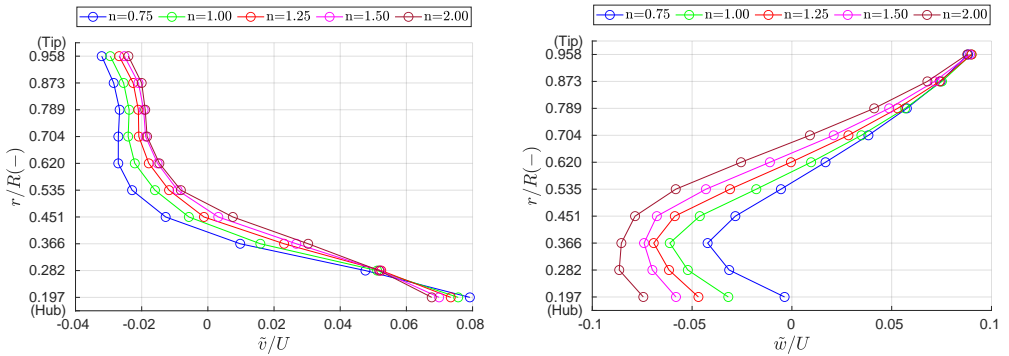 n=0.75 n=1.00 n=1.25 n=1.50 n=2.00
(Tip)
0.958
0.873
0.789
0.704
0.620
0.535
0.451
0.366
0.282
0.197
(Hub)
r/R(−)
-0.04 -0.02 0 0.02 0.04 0.06 0.08
ṽ/U
n=0.75 n=1.00 n=1.25 n=1.50 n=2.00
(Tip)
0.958
0.873
0.789
0.704
0.620
0.535
0.451
0.366
0.282
0.197
(Hub)
r/R(−)
-0.1 -0.05 0 0.05 0.1
w̃/U